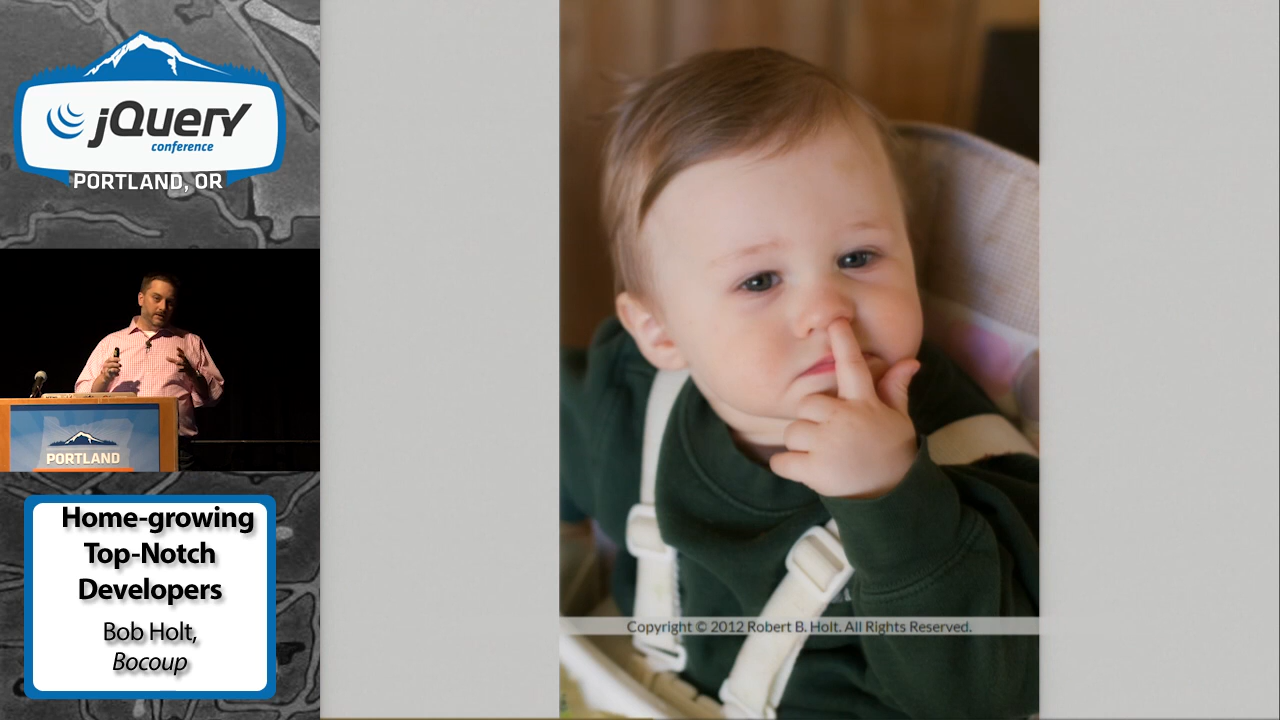 jQuery
conference
PORTLAND, OR
PORTLAND
Home-growing
Top-Notch
Developers
Bob Holt,
Bocoup
Copyright © 2012 Robert B. Holt. All Rights Reserved.